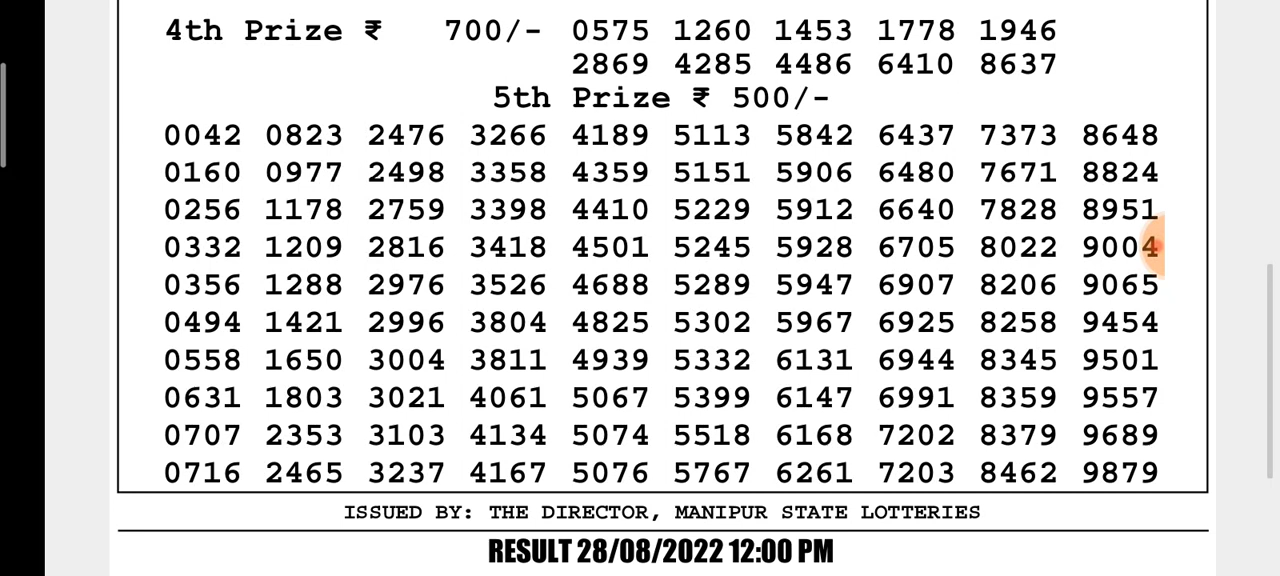 4th Prize ₹ 700/- 0575 1260 1453 1778 1946
2869 4285 4486 6410 8637
5th Prize ₹ 500/-
0042 0823 2476 3266 4189 5113 5842 6437 7373 8648
0160 0977 2498 3358 4359 5151 5906 6480 7671 8824
0256 1178 2759 3398 4410 5229 5912 6640 7828 8951
0332 1209 2816 3418 4501 5245 5928 6705 8022 9004
0356 1288 2976 3526 4688 5289 5947 6907 8206 9065
0494 1421 2996 3804 4825 5302 5967 6925 8258 9454
0558 1650 3004 3811 4939 5332 6131 6944 8345 9501
0631 1803 3021 4061 5067 5399 6147 6991 8359 9557
0707 2353 3103 4134 5074 5518 6168 7202 8379 9689
0716 2465 3237 4167 5076 5767 6261 7203 8462 9879
ISSUED BY: THE DIRECTOR, MANIPUR STATE LOTTERIES
RESULT 28/08/2022 12:00 PM